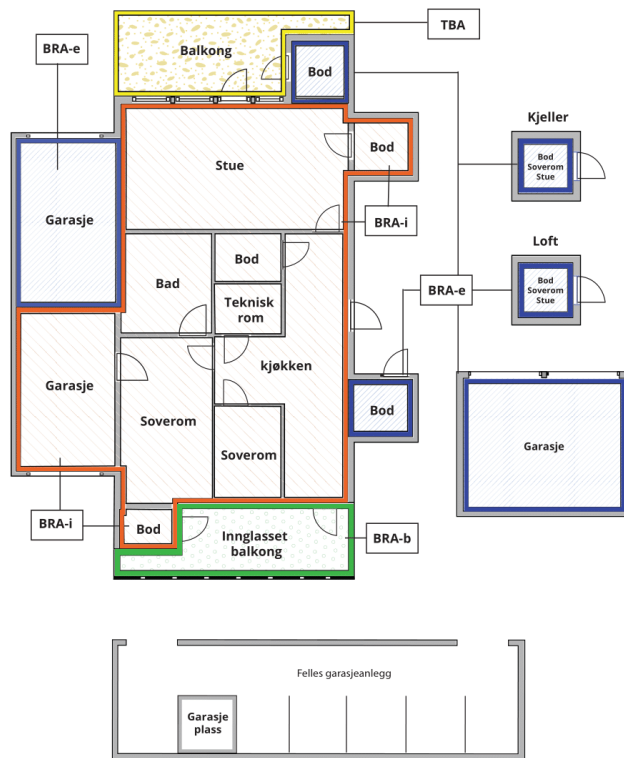 TBA
BRA-e
Balkong
Bod
Kjeller
Bod
Soverom
Stue
Bod
Stue
Garasje
BRA-i
Loft
Bod
Bad
BRA-e
Bod
Soverom
Stue
Teknisk
rom
kjøkken
Garasje
Bod
Soverom
Garasje
Soverom
BRA-i
Bod
Innglasset
balkong
BRA-b
Felles garasjeanlegg
Garasje
plass